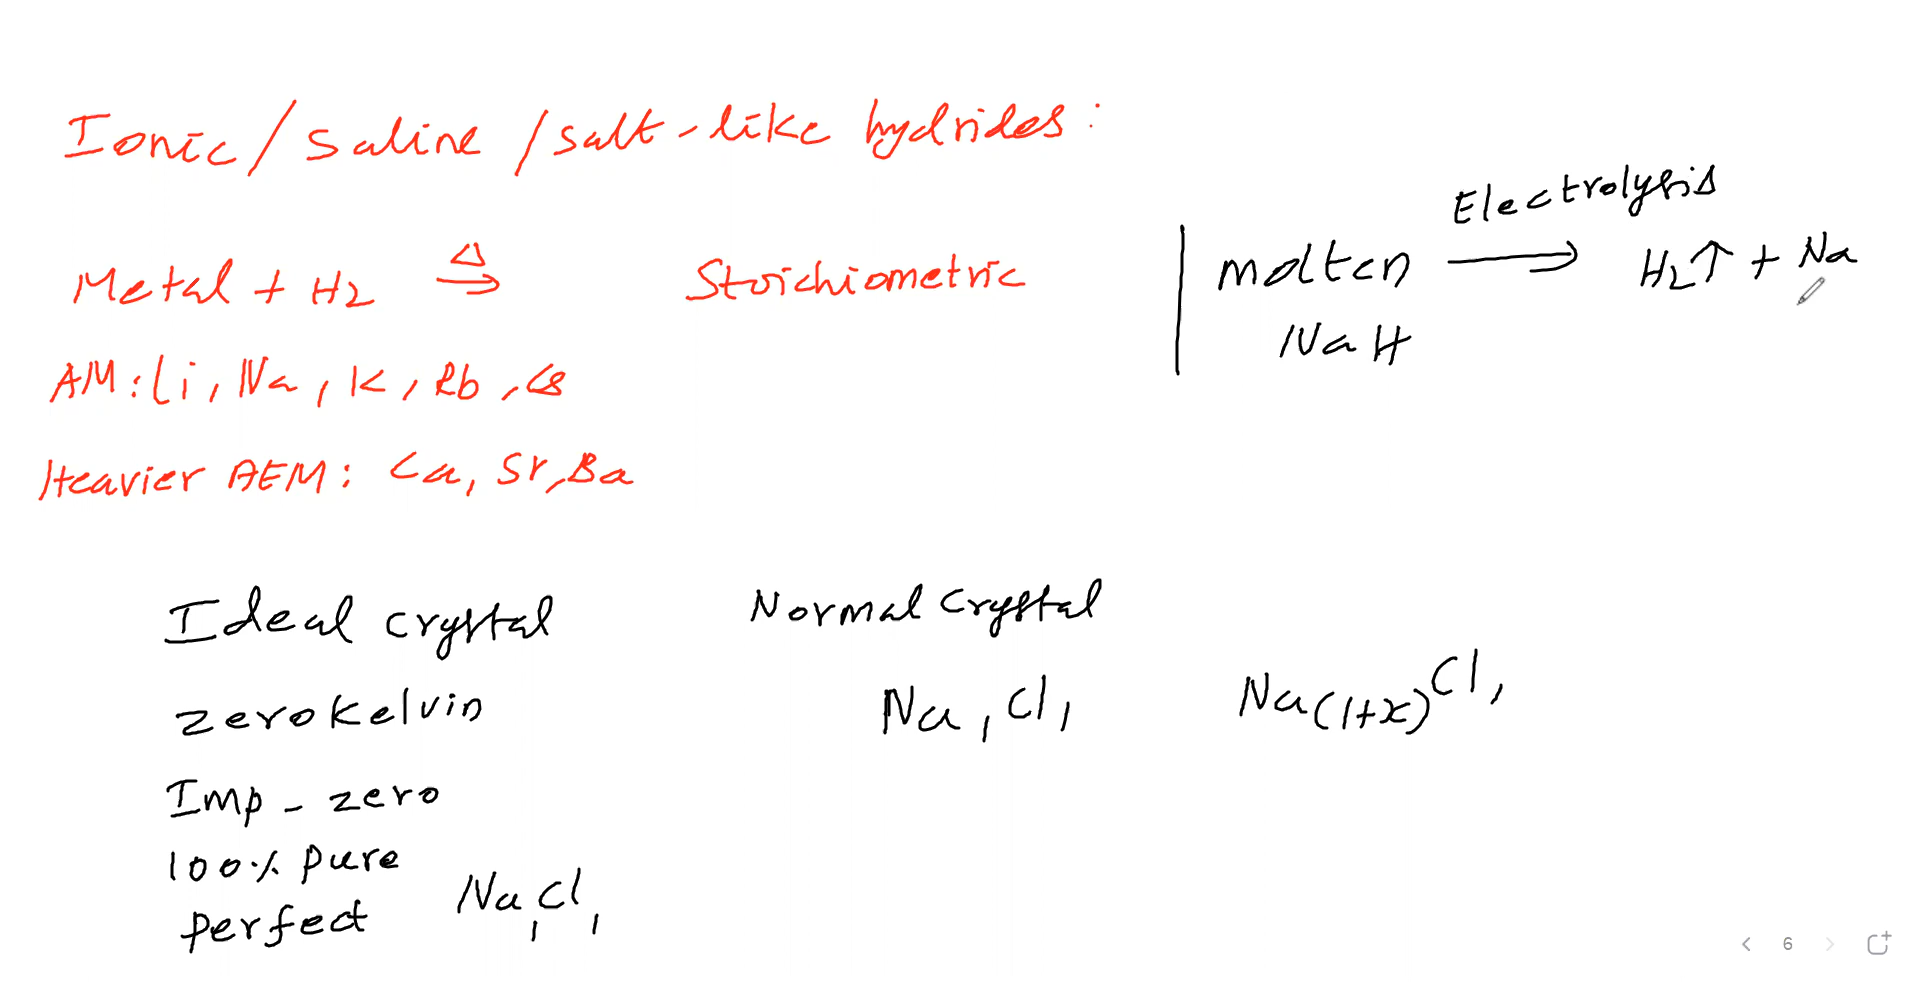 Ionic/Saline/salt-like hydrides:
Electrolysis
Metal + H2 Δ→ Stoichiometric
molten → H2↑ + Na
NaH
AM: Li, Na, K, Rb, Cs
Heavier AEM: Ca, Sr, Ba
Ideal crystal
Normal Crystal
zero kelvin
Na1Cl1
Na(1+x)Cl1
Imp - zero
100% pure
perfect
Na1Cl1
6